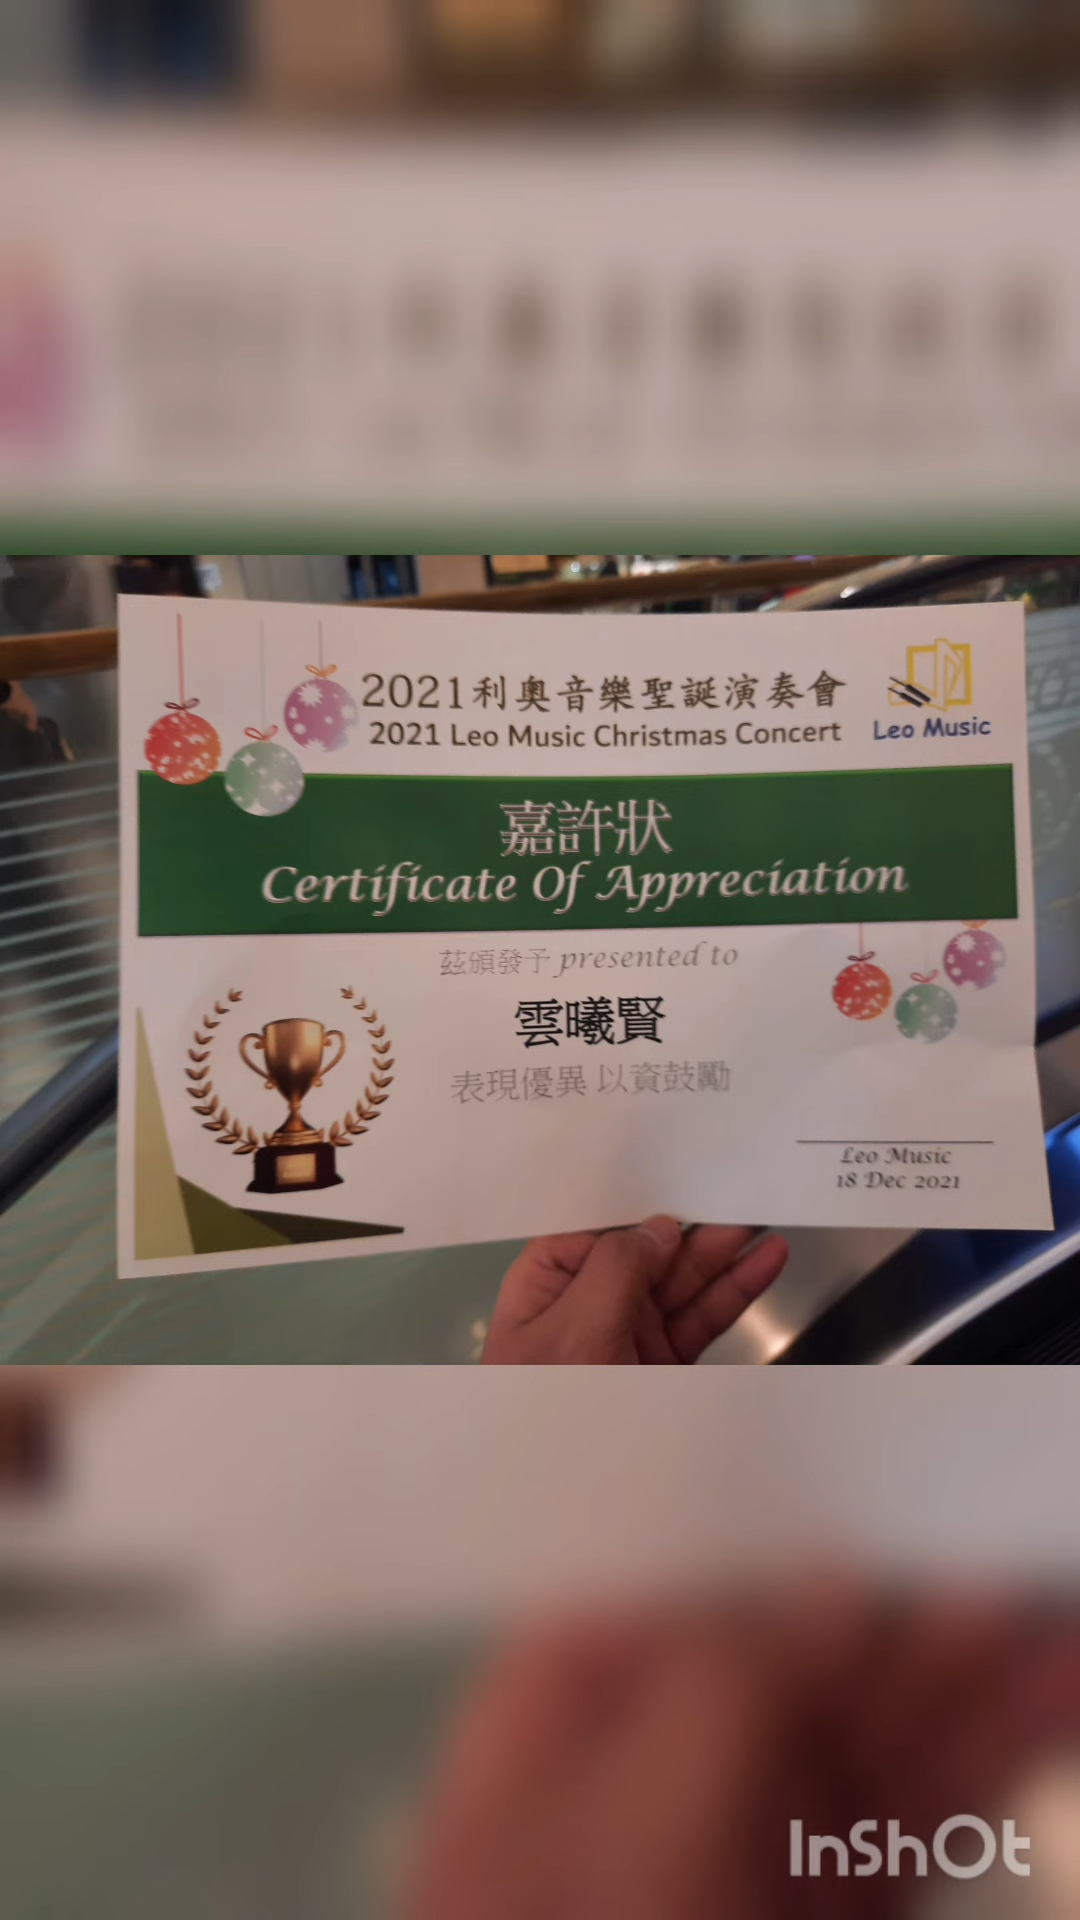 2021利奧音樂聖誕演奏會
2021 Leo Music Christmas Concert
Leo Music
嘉許狀
Certificate Of Appreciation
茲頒發予 presented to
雲曦賢
表現優異 以資鼓勵
Leo Music
18 Dec 2021
InShOt